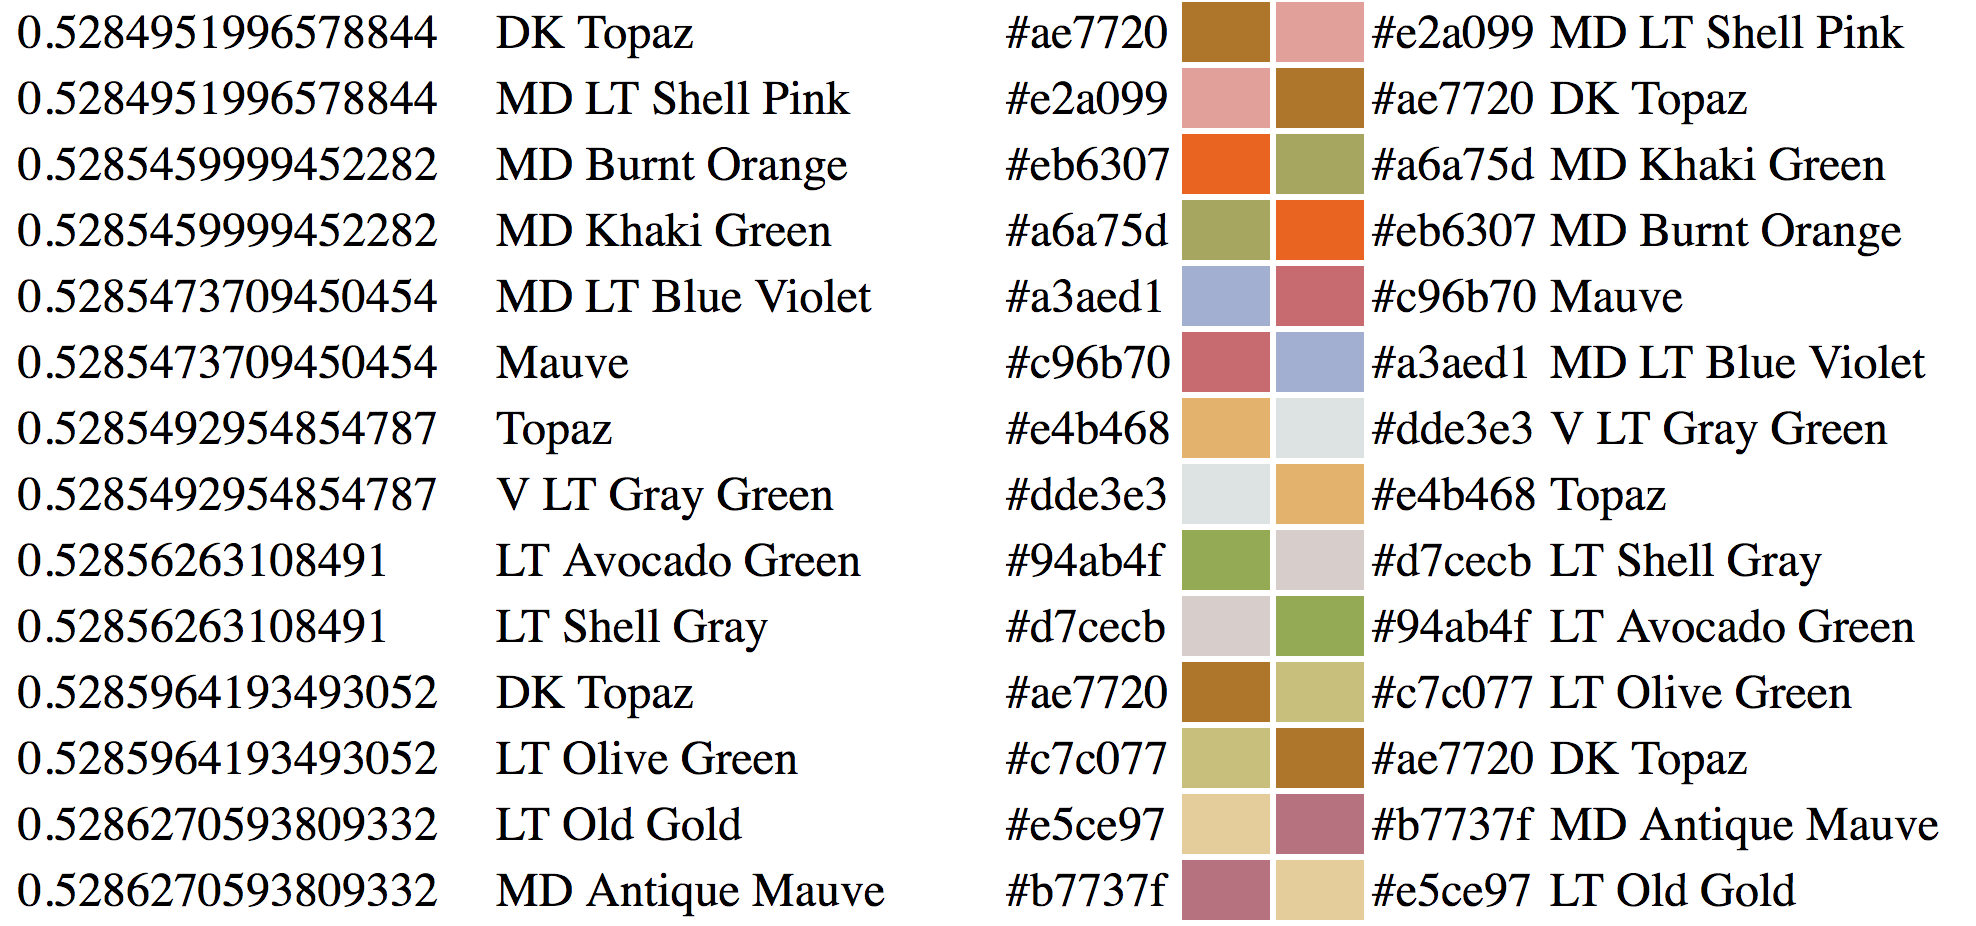 0.5284951996578844 DK Topaz #ae7720 #e2a099 MD LT Shell Pink
0.5284951996578844 MD LT Shell Pink #e2a099 #ae7720 DK Topaz
0.5285459999452282 MD Burnt Orange #eb6307 #a6a75d MD Khaki Green
0.5285459999452282 MD Khaki Green #a6a75d #eb6307 MD Burnt Orange
0.5285473709450454 MD LT Blue Violet #a3aed1 #c96b70 Mauve
0.5285473709450454 Mauve #c96b70 #a3aed1 MD LT Blue Violet
0.5285492954854787 Topaz #e4b468 #dde3e3 V LT Gray Green
0.5285492954854787 V LT Gray Green #dde3e3 #e4b468 Topaz
0.52856263108491 LT Avocado Green #94ab4f #d7cecb LT Shell Gray
0.52856263108491 LT Shell Gray #d7cecb #94ab4f LT Avocado Green
0.5285964193493052 DK Topaz #ae7720 #c7c077 LT Olive Green
0.5285964193493052 LT Olive Green #c7c077 #ae7720 DK Topaz
0.5286270593809332 LT Old Gold #e5ce97 #b7737f MD Antique Mauve
0.5286270593809332 MD Antique Mauve #b7737f #e5ce97 LT Old Gold